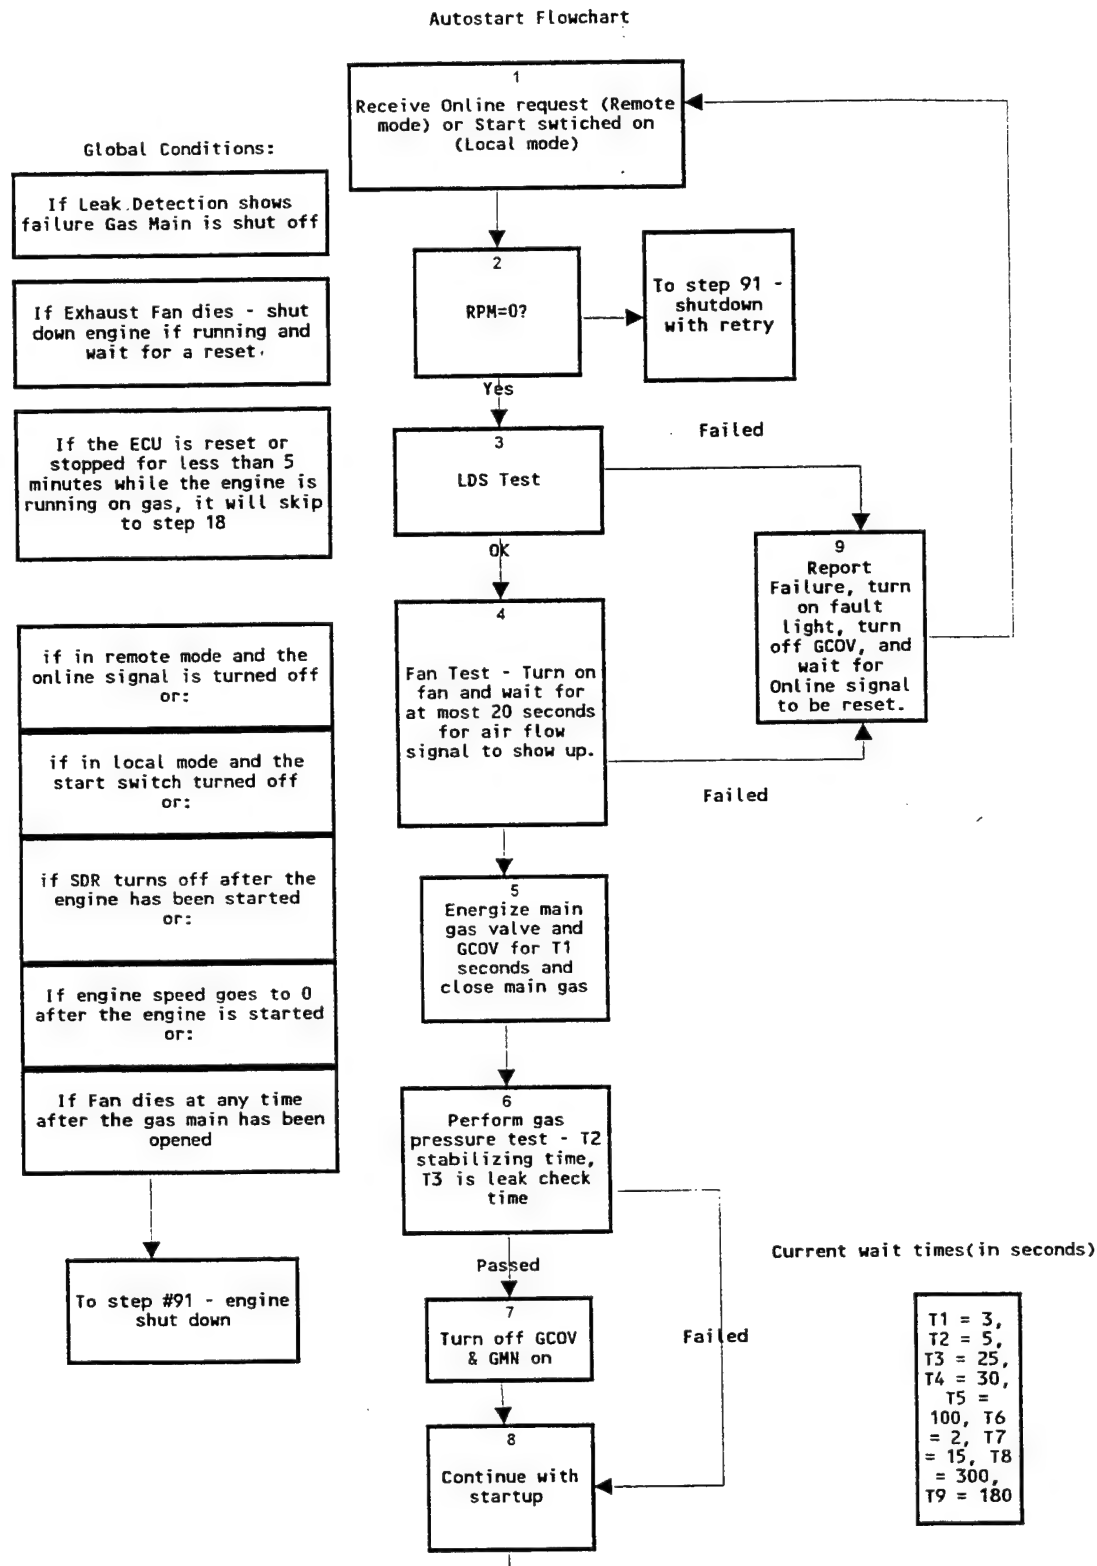 Autostart Flowchart
1
Receive Online request (Remote
mode) or Start swtiched on
(Local mode)
Global Conditions:
If Leak Detection shows
failure Gas Main is shut off
If Exhaust Fan dies - shut
down engine if running and
wait for a reset.
If the ECU is reset or
stopped for less than 5
minutes while the engine is
running on gas, it will skip
to step 18
2
RPM=0?
To step 91 -
shutdown
with retry
Yes
3
LDS Test
Failed
OK
4
Fan Test - Turn on
fan and wait for
at most 20 seconds
for air flow
signal to show up.
9
Report
Failure, turn
on fault
light, turn
off GCOV, and
wait for
Online signal
to be reset.
Failed
if in remote mode and the
online signal is turned off
or:
if in local mode and the
start switch turned off
or:
if SDR turns off after the
engine has been started
or:
If engine speed goes to 0
after the engine is started
or:
If Fan dies at any time
after the gas main has been
opened
To step #91 - engine
shut down
5
Energize main
gas valve and
GCOV for T1
seconds and
close main gas
6
Perform gas
pressure test - T2
stabilizing time,
T3 is leak check
time
Passed
7
Turn off GCOV
& GMN on
Failed
8
Continue with
startup
Current wait times(in seconds)
T1 = 3,
T2 = 5,
T3 = 25,
T4 = 30,
T5 =
100, T6
= 2, T7
= 15, T8
= 300,
T9 = 180